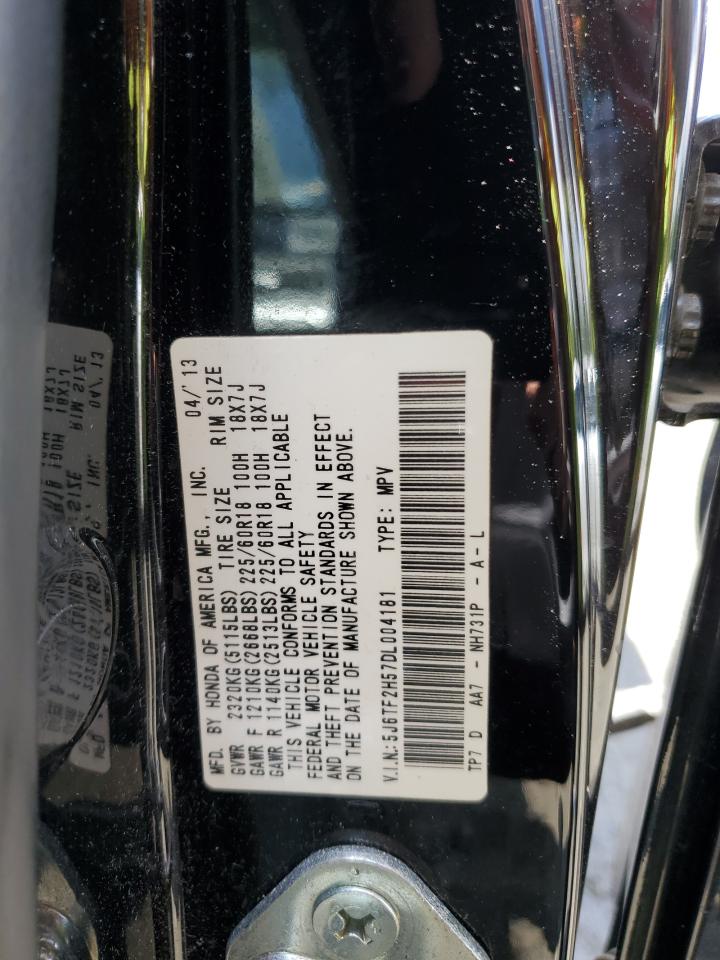 MFD. BY HONDA OF AMERICA MFG., INC. 04/'13
GVWR 2320KG(5115LBS) TIRE SIZE RIM SIZE
GAWR F 1210KG(2668LBS) 225/60R18 100H 18X7J
GAWR R 1140KG(2513LBS) 225/60R18 100H 18X7J
THIS VEHICLE CONFORMS TO ALL APPLICABLE
FEDERAL MOTOR VEHICLE SAFETY
AND THEFT PREVENTION STANDARDS IN EFFECT
ON THE DATE OF MANUFACTURE SHOWN ABOVE.
V.I.N.: 5J6TF2H57DL004181 TYPE: MPV
TP7 D AA7 - NH731P - A - L